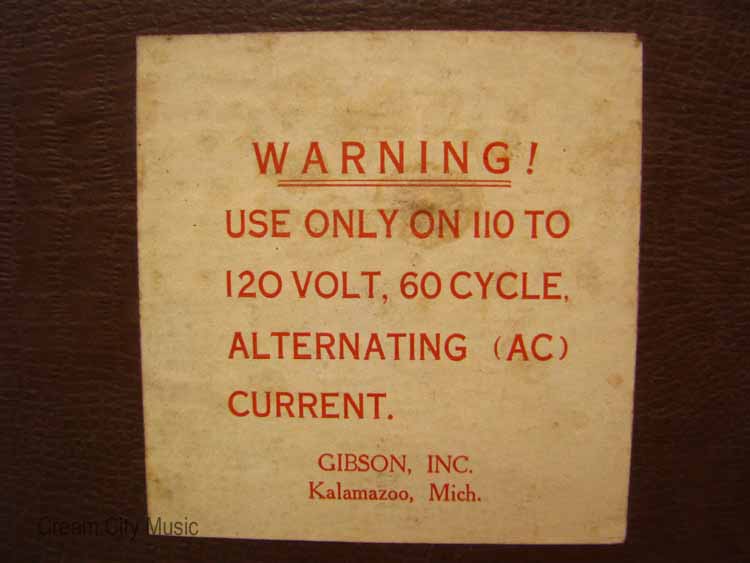 WARNING!
USE ONLY ON 110 TO
120 VOLT, 60 CYCLE,
ALTERNATING (AC)
CURRENT.
GIBSON, INC.
Kalamazoo, Mich.
Cream City Music